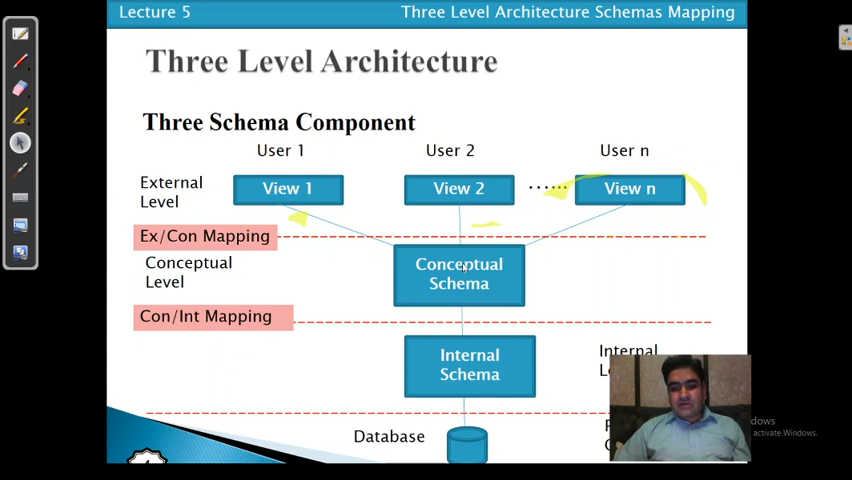 Lecture 5 Three Level Architecture Schemas Mapping
Three Level Architecture
Three Schema Component
User 1 User 2 User n
External Level View 1 View 2 ...... View n
Ex/Con Mapping
Conceptual Level Conceptual Schema
Con/Int Mapping
Internal Schema Internal
Database
activate Windows.